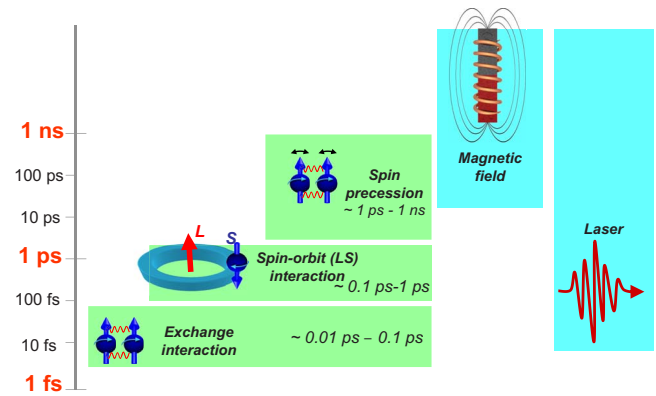 1 ns
100 ps
10 ps
1 ps
100 fs
10 fs
1 fs
Magnetic
field
Spin
precession
~ 1 ps - 1 ns
Laser
L
S
Spin-orbit (LS)
interaction
~ 0.1 ps-1 ps
Exchange
interaction
~ 0.01 ps – 0.1 ps